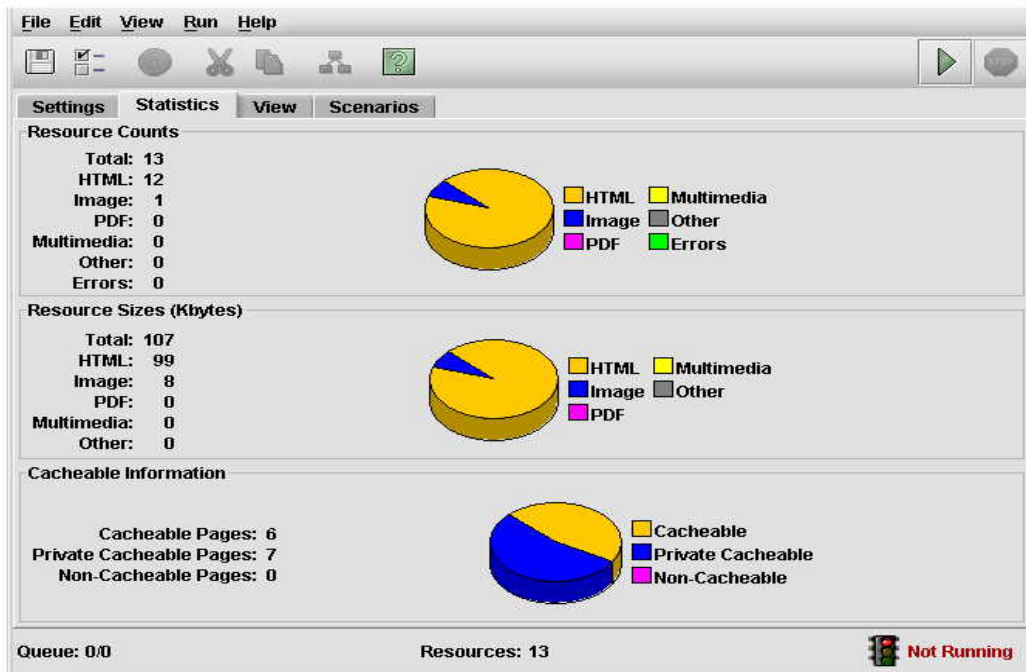 File Edit View Run Help
Settings Statistics View Scenarios
Resource Counts
Total: 13
HTML: 12
Image: 1
PDF: 0
Multimedia: 0
Other: 0
Errors: 0
HTML Multimedia
Image Other
PDF Errors
Resource Sizes (Kbytes)
Total: 107
HTML: 99
Image: 8
PDF: 0
Multimedia: 0
Other: 0
HTML Multimedia
Image Other
PDF
Cacheable Information
Cacheable Pages: 6
Private Cacheable Pages: 7
Non-Cacheable Pages: 0
Cacheable
Private Cacheable
Non-Cacheable
Queue: 0/0 Resources: 13 Not Running